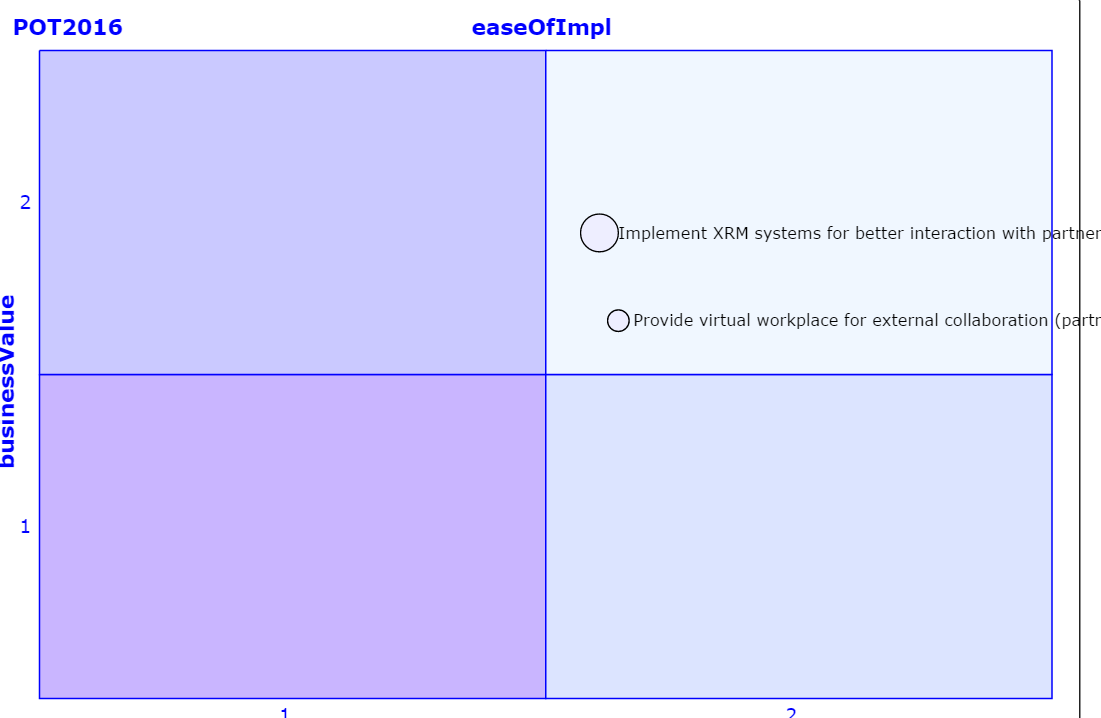 POT2016 easeOfImpl
2
Implement XRM systems for better interaction with partner
Provide virtual workplace for external collaboration (partr
businessValue
1
1 2